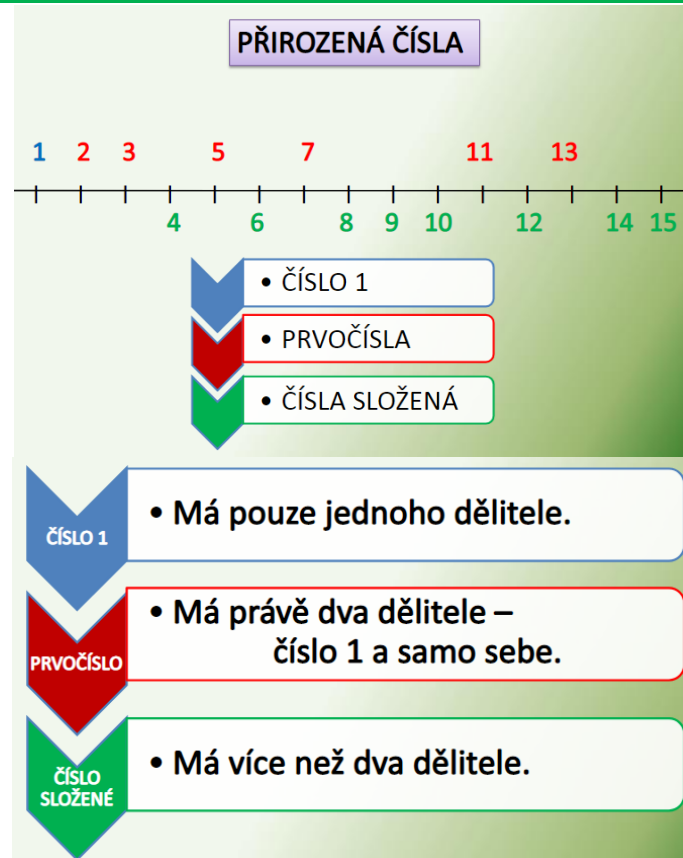 PŘIROZENÁ ČÍSLA
1 2 3 5 7 11 13
4 6 8 9 10 12 14 15
• ČÍSLO 1
• PRVOČÍSLA
• ČÍSLA SLOŽENÁ
ČÍSLO 1
• Má pouze jednoho dělitele.
PRVOČÍSLO
• Má právě dva dělitele –
číslo 1 a samo sebe.
ČÍSLO
SLOŽENÉ
• Má více než dva dělitele.